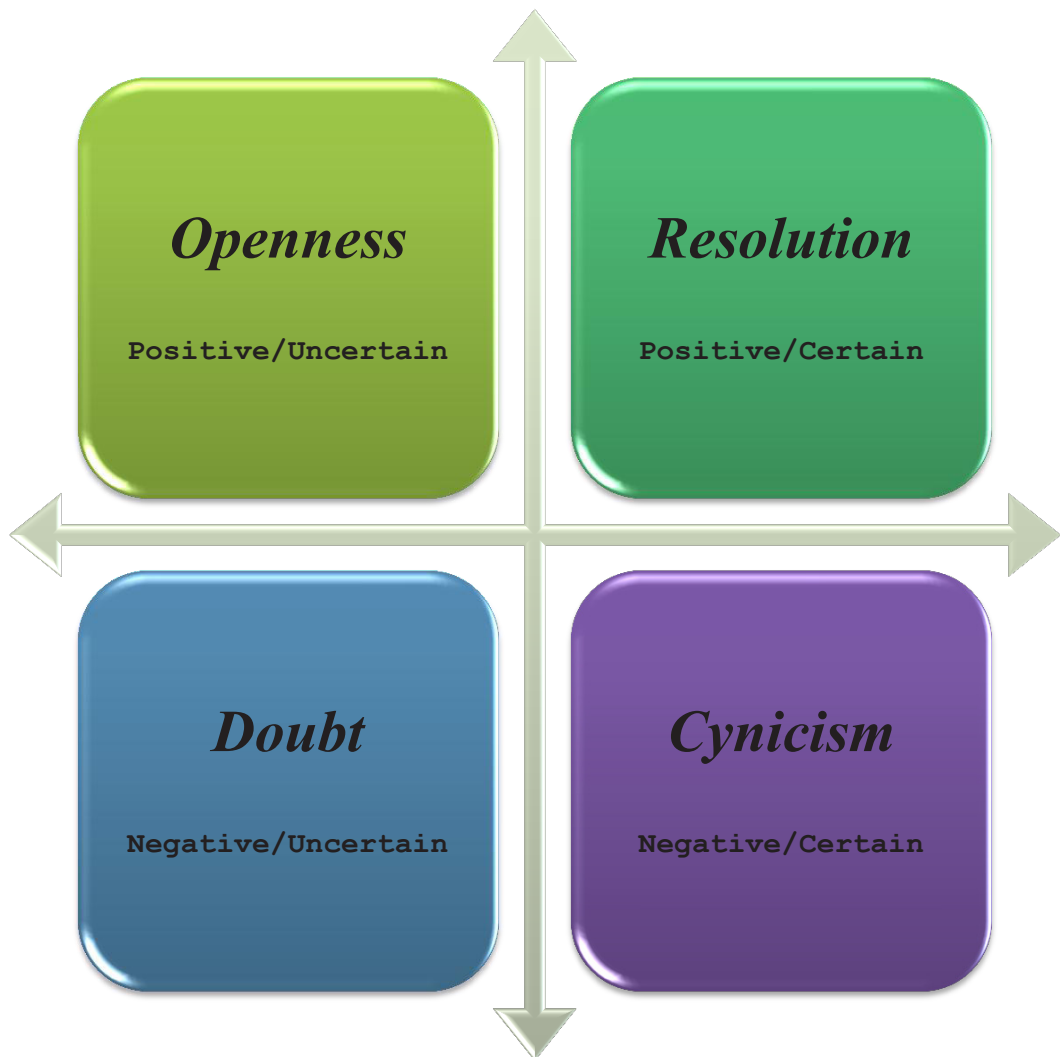 Openness
Positive/Uncertain
Resolution
Positive/Certain
Doubt
Negative/Uncertain
Cynicism
Negative/Certain